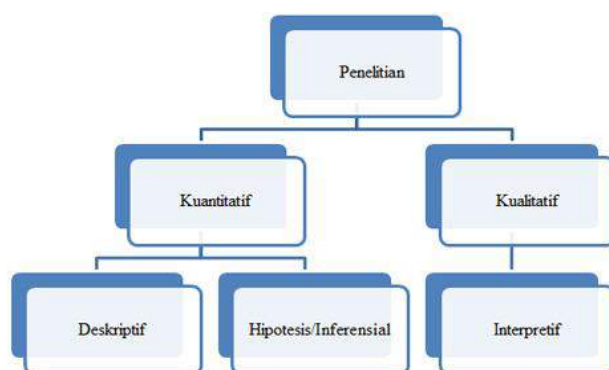 Penelitian
Kuantitatif
Kualitatif
Deskriptif
Hipotesis/Inferensial
Interpretif